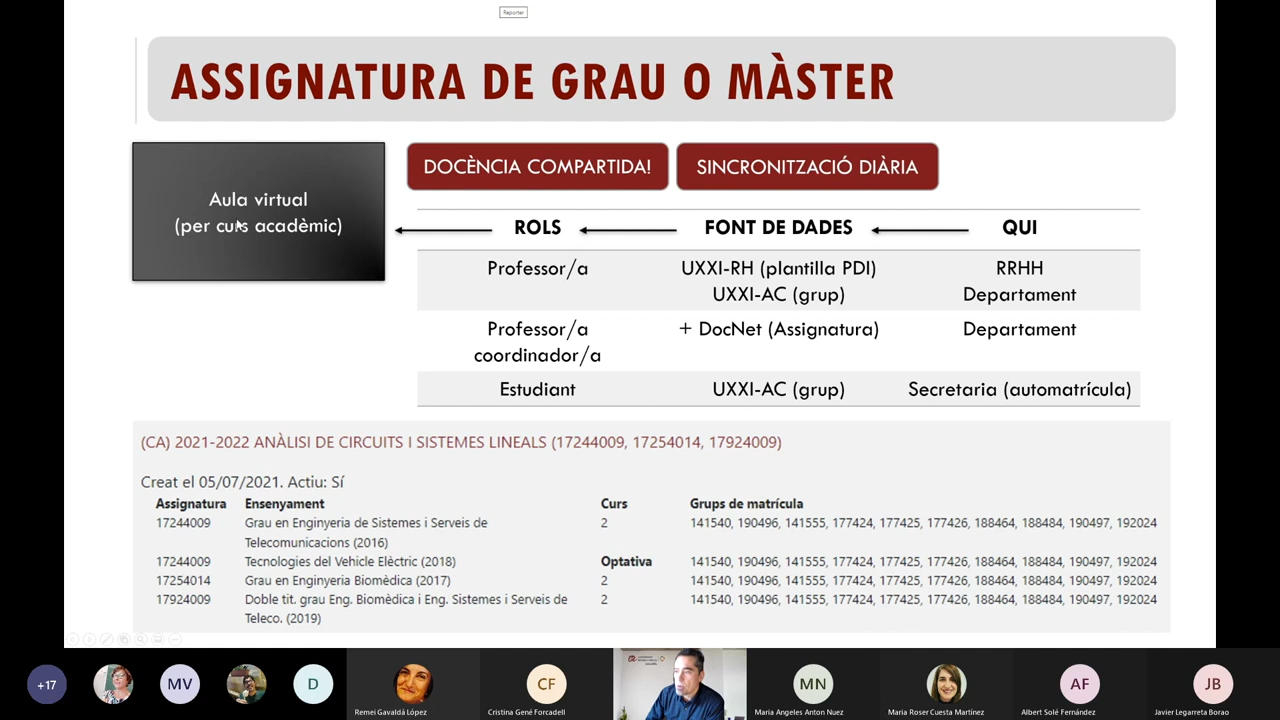 Reporter
ASSIGNATURA DE GRAU O MÀSTER
Aula virtual
(per curs acadèmic)
DOCÈNCIA COMPARTIDA!
SINCRONITZACIÓ DIÀRIA
ROLS FONT DE DADES QUI
Professor/a UXXI-RH (plantilla PDI) RRHH
UXXI-AC (grup) Departament
Professor/a + DocNet (Assignatura) Departament
coordinador/a
Estudiant UXXI-AC (grup) Secretaria (automatrícula)
(CA) 2021-2022 ANÀLISI DE CIRCUITS I SISTEMES LINEALS (17244009, 17254014, 17924009)
Creat el 05/07/2021. Actiu: Sí
Assignatura Ensenyament Curs Grups de matrícula
17244009 Grau en Enginyeria de Sistemes i Serveis de 2 141540, 190496, 141555, 177424, 177425, 177426, 188464, 188484, 190497, 192024
Telecomunicacions (2016)
17244009 Tecnologies del Vehicle Elèctric (2018) Optativa 141540, 190496, 141555, 177424, 177425, 177426, 188464, 188484, 190497, 192024
17254014 Grau en Enginyeria Biomèdica (2017) 2 141540, 190496, 141555, 177424, 177425, 177426, 188464, 188484, 190497, 192024
17924009 Doble tit. grau Eng. Biomèdica i Eng. Sistemes i Serveis de 2 141540, 190496, 141555, 177424, 177425, 177426, 188464, 188484, 190497, 192024
Teleco. (2019)
+17 MV D CF MN AF JB
Remei Gavaldà López Cristina Gené Forcadell Maria Angeles Anton Nuez Maria Roser Cuesta Martínez Albert Solé Fernández Javier Legarreta Borao